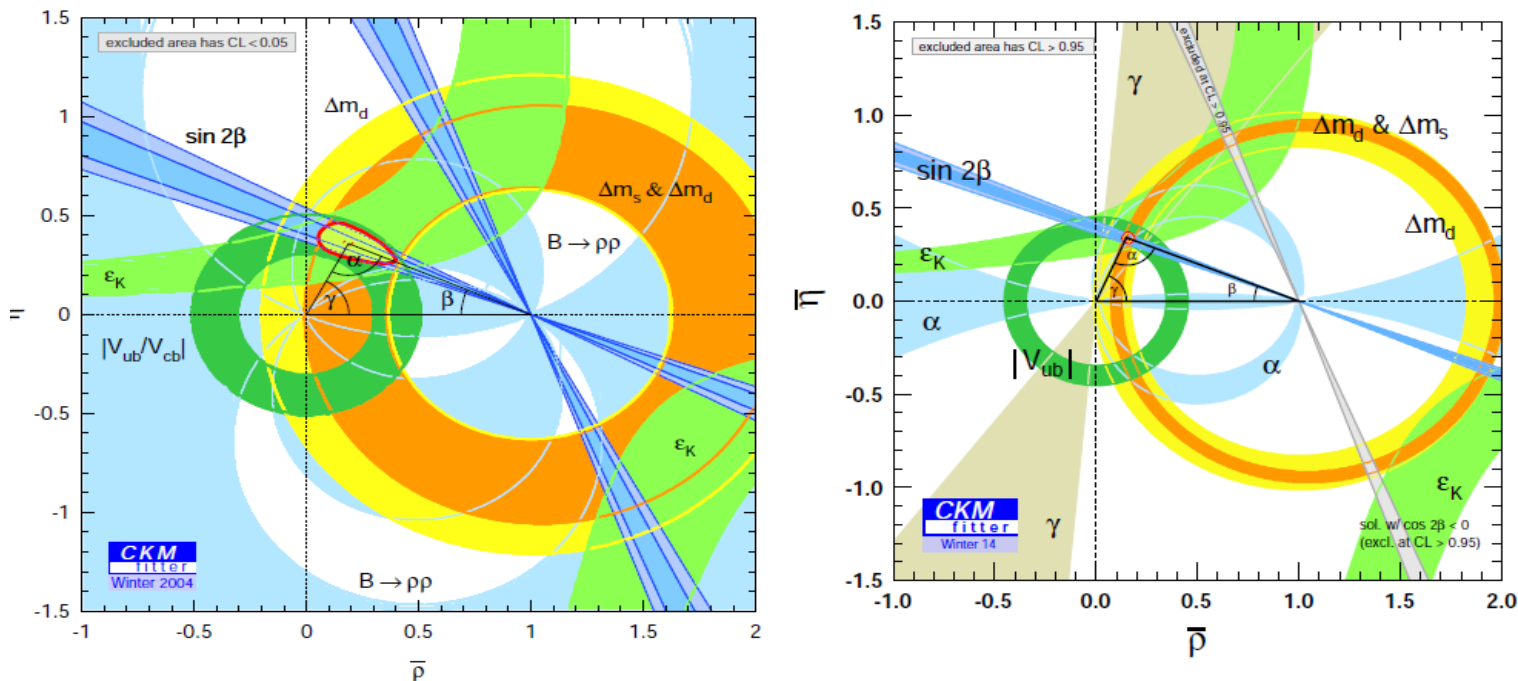 excluded area has CL < 0.05
Δm_d
sin 2β
Δm_s & Δm_d
B → ρρ
ε_K
α
γ
β
|V_ub/V_cb|
ε_K
CKM
fitter
Winter 2004
B → ρρ
1.5
1
0.5
0
-0.5
-1
-1.5
-1
-0.5
0
0.5
1
1.5
2
ρ̄
excluded area has CL > 0.95
excluded at CL > 0.95
γ
Δm_d & Δm_s
sin 2β
Δm_d
ε_K
α
γ
β
α
|V_ub|
α
ε_K
CKM
fitter
Winter 14
γ
sol. w/ cos 2β < 0
(excl. at CL > 0.95)
1.5
1.0
0.5
0.0
-0.5
-1.0
-1.5
η̄
-1.0
-0.5
0.0
0.5
1.0
1.5
2.0
ρ̄